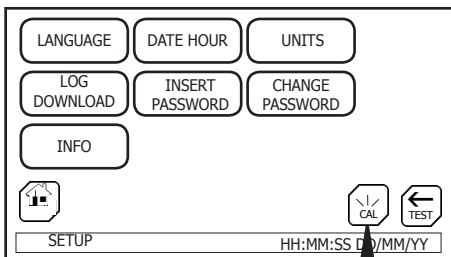 LANGUAGE DATE HOUR UNITS
LOG DOWNLOAD INSERT PASSWORD CHANGE PASSWORD
INFO
CAL TEST
SETUP HH:MM:SS DD/MM/YY